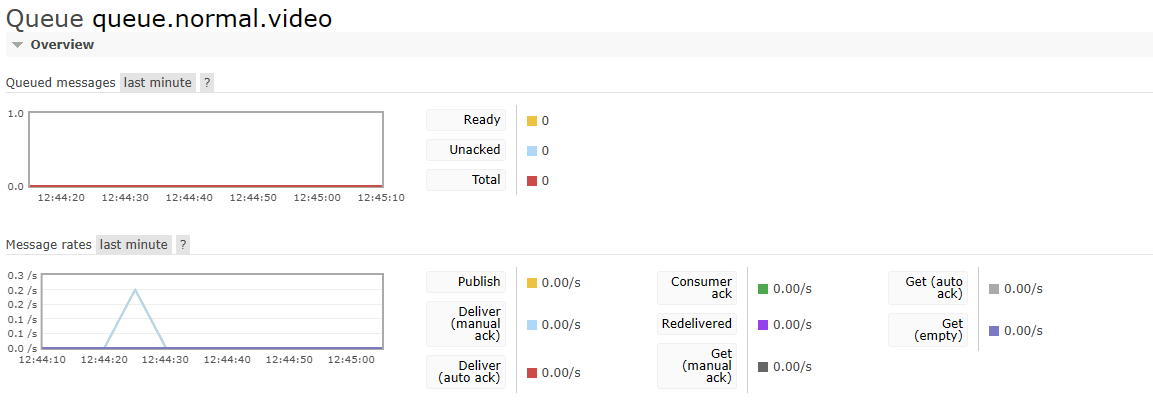 Queue queue.normal.video
Overview
Queued messages last minute ?
1.0
0.0
12:44:20 12:44:30 12:44:40 12:44:50 12:45:00 12:45:10
Ready 0
Unacked 0
Total 0
Message rates last minute ?
0.3 /s
0.2 /s
0.2 /s
0.1 /s
0.1 /s
0.0 /s
12:44:10 12:44:20 12:44:30 12:44:40 12:44:50 12:45:00
Publish 0.00/s
Deliver
(manual
ack)
0.00/s
Deliver
(auto ack)
0.00/s
Consumer
ack
0.00/s
Redelivered 0.00/s
Get
(manual
ack)
0.00/s
Get (auto
ack)
0.00/s
Get
(empty)
0.00/s